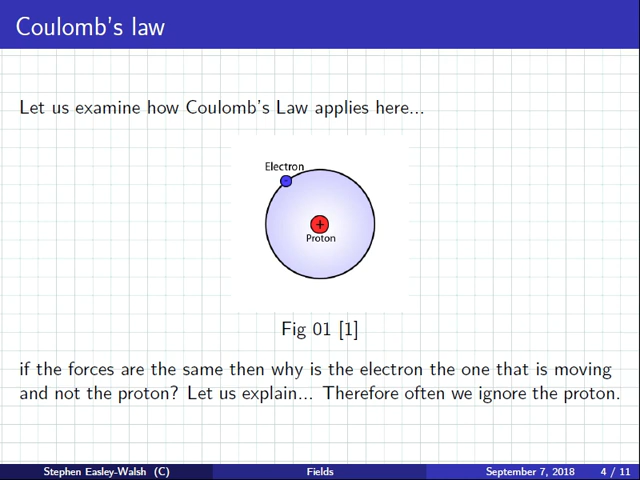 Coulomb's law
Let us examine how Coulomb's Law applies here...
Electron
-
+
Proton
Fig 01 [1]
if the forces are the same then why is the electron the one that is moving
and not the proton? Let us explain... Therefore often we ignore the proton.
Stephen Easley-Walsh (C) Fields September 7, 2018 4 / 11